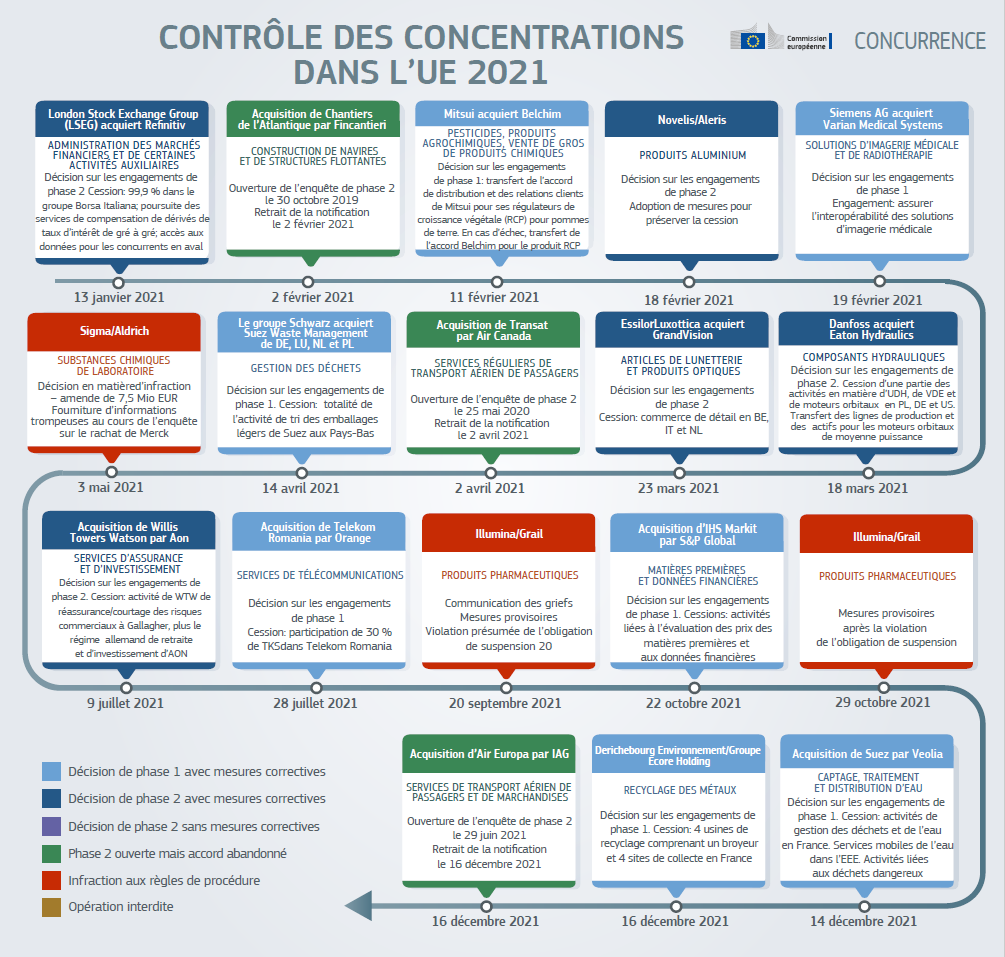 CONTRÔLE DES CONCENTRATIONS
DANS L'UE 2021
Commission
européenne
CONCURRENCE
London Stock Exchange Group
(LSEG) acquiert Refinitiv
ADMINISTRATION DES MARCHÉS
FINANCIERS ET DE CERTAINES
ACTIVITÉS AUXILIAIRES
Décision sur les engagements de
phase 2 Cession: 99,9 % dans le
groupe Borsa Italiana; poursuite des
services de compensation de dérivés de
taux d'intérêt de gré à gré; accès aux
données pour les concurrents en aval
13 janvier 2021
Acquisition de Chantiers
de l'Atlantique par Fincantieri
CONSTRUCTION DE NAVIRES
ET DE STRUCTURES FLOTTANTES
Ouverture de l'enquête de phase 2
le 30 octobre 2019
Retrait de la notification
le 2 février 2021
2 février 2021
Mitsui acquiert Belchim
PESTICIDES, PRODUITS
AGROCHIMIQUES, VENTE DE GROS
DE PRODUITS CHIMIQUES
Décision sur les engagements
de phase 1: transfert de l'accord
de distribution et des relations clients
de Mitsui pour ses régulateurs de
croissance végétale (RCP) pour pommes
de terre. En cas d'échec, transfert de
l'accord Belchim pour le produit RCP
11 février 2021
Novelis/Aleris
PRODUITS ALUMINIUM
Décision sur les engagements
de phase 2
Adoption de mesures pour
préserver la cession
18 février 2021
Siemens AG acquiert
Varian Medical Systems
SOLUTIONS D'IMAGERIE MÉDICALE
ET DE RADIOTHÉRAPIE
Décision sur les engagements
de phase 1
Engagement: assurer
l'interopérabilité des solutions
d'imagerie médicale
19 février 2021
Sigma/Aldrich
SUBSTANCES CHIMIQUES
DE LABORATOIRE
Décision en matièred'infraction
– amende de 7,5 Mio EUR
Fourniture d'informations
trompeuses au cours de l'enquête
sur le rachat de Merck
3 mai 2021
Le groupe Schwarz acquiert
Suez Waste Management
de DE, LU, NL et PL
GESTION DES DÉCHETS
Décision sur les engagements de
phase 1. Cession: totalité de
l'activité de tri des emballages
légers de Suez aux Pays-Bas
14 avril 2021
Acquisition de Transat
par Air Canada
SERVICES RÉGULIERS DE
TRANSPORT AÉRIEN DE PASSAGERS
Ouverture de l'enquête de phase 2
le 25 mai 2020
Retrait de la notification
le 2 avril 2021
2 avril 2021
EssilorLuxottica acquiert
GrandVision
ARTICLES DE LUNETTERIE
ET PRODUITS OPTIQUES
Décision sur les engagements
de phase 2
Cession: commerce de détail en BE,
IT et NL
23 mars 2021
Danfoss acquiert
Eaton Hydraulics
COMPOSANTS HYDRAULIQUES
Décision sur les engagements de
phase 2. Cession d'une partie des
activités en matière d'UDH, de VDE et
de moteurs orbitaux en PL, DE et US.
Transfert des lignes de production et
des actifs pour les moteurs orbitaux
de moyenne puissance
18 mars 2021
Acquisition de Willis
Towers Watson par Aon
SERVICES D'ASSURANCE
ET D'INVESTISSEMENT
Décision sur les engagements de
phase 2. Cession: activité de WTW de
réassurance/courtage des risques
commerciaux à Gallagher, plus le
régime allemand de retraite
et d'investissement d'AON
9 juillet 2021
Acquisition de Telekom
Romania par Orange
SERVICES DE TÉLÉCOMMUNICATIONS
Décision sur les engagements
de phase 1
Cession: participation de 30 %
de TKSdans Telekom Romania
28 juillet 2021
Illumina/Grail
PRODUITS PHARMACEUTIQUES
Communication des griefs
Mesures provisoires
Violation présumée de l'obligation
de suspension 20
20 septembre 2021
Acquisition d'IHS Markit
par S&P Global
MATIÈRES PREMIÈRES
ET DONNÉES FINANCIÈRES
Décision sur les engagements
de phase 1. Cessions: activités
liées à l'évaluation des prix des
matières premières et
aux données financières
22 octobre 2021
Illumina/Grail
PRODUITS PHARMACEUTIQUES
Mesures provisoires
après la violation
de l'obligation de suspension
29 octobre 2021
Acquisition d'Air Europa par IAG
SERVICES DE TRANSPORT AÉRIEN DE
PASSAGERS ET DE MARCHANDISES
Ouverture de l'enquête de phase 2
le 29 juin 2021
Retrait de la notification
le 16 décembre 2021
16 décembre 2021
Derichebourg Environnement/Groupe
Ecore Holding
RECYCLAGE DES MÉTAUX
Décision sur les engagements de
phase 1. Cession: 4 usines de
recyclage comprenant un broyeur
et 4 sites de collecte en France
16 décembre 2021
Acquisition de Suez par Veolia
CAPTAGE, TRAITEMENT
ET DISTRIBUTION D'EAU
Décision sur les engagements de
phase 1. Cession: activités de
gestion des déchets et de l'eau
en France. Services mobiles de l'eau
dans l'EEE. Activités liées
aux déchets dangereux
14 décembre 2021
Décision de phase 1 avec mesures correctives
Décision de phase 2 avec mesures correctives
Décision de phase 2 sans mesures correctives
Phase 2 ouverte mais accord abandonné
Infraction aux règles de procédure
Opération interdite